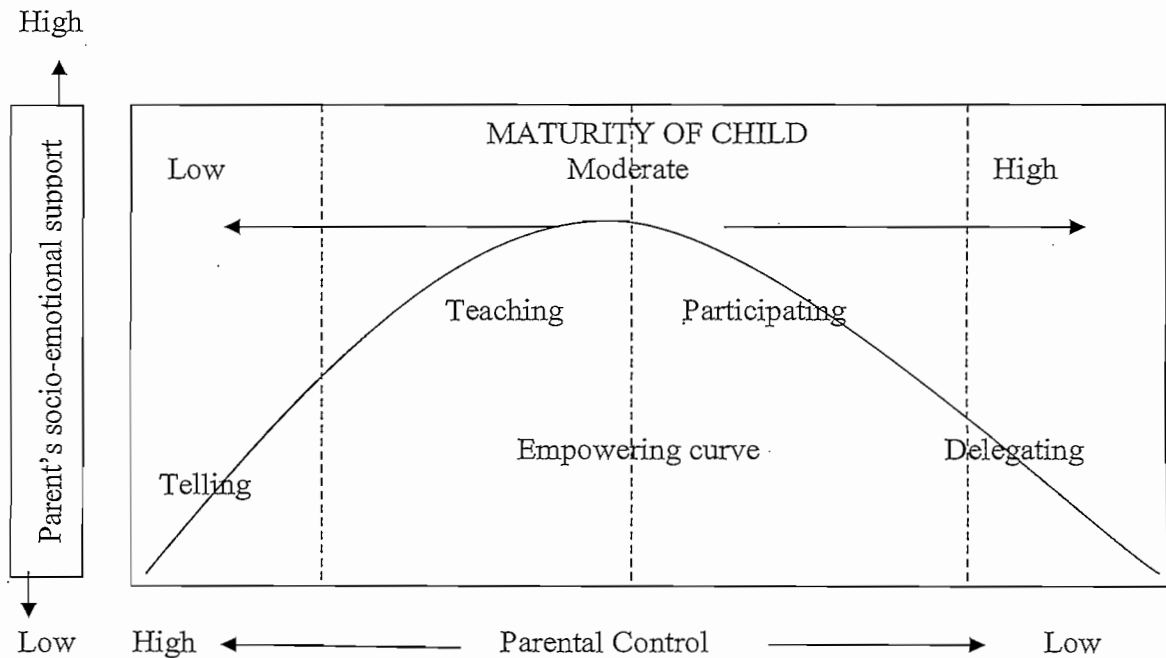 High
Parent's socio-emotional support
Low
MATURITY OF CHILD
Low Moderate High
Teaching Participating
Empowering curve Delegating
Telling
High Parental Control Low